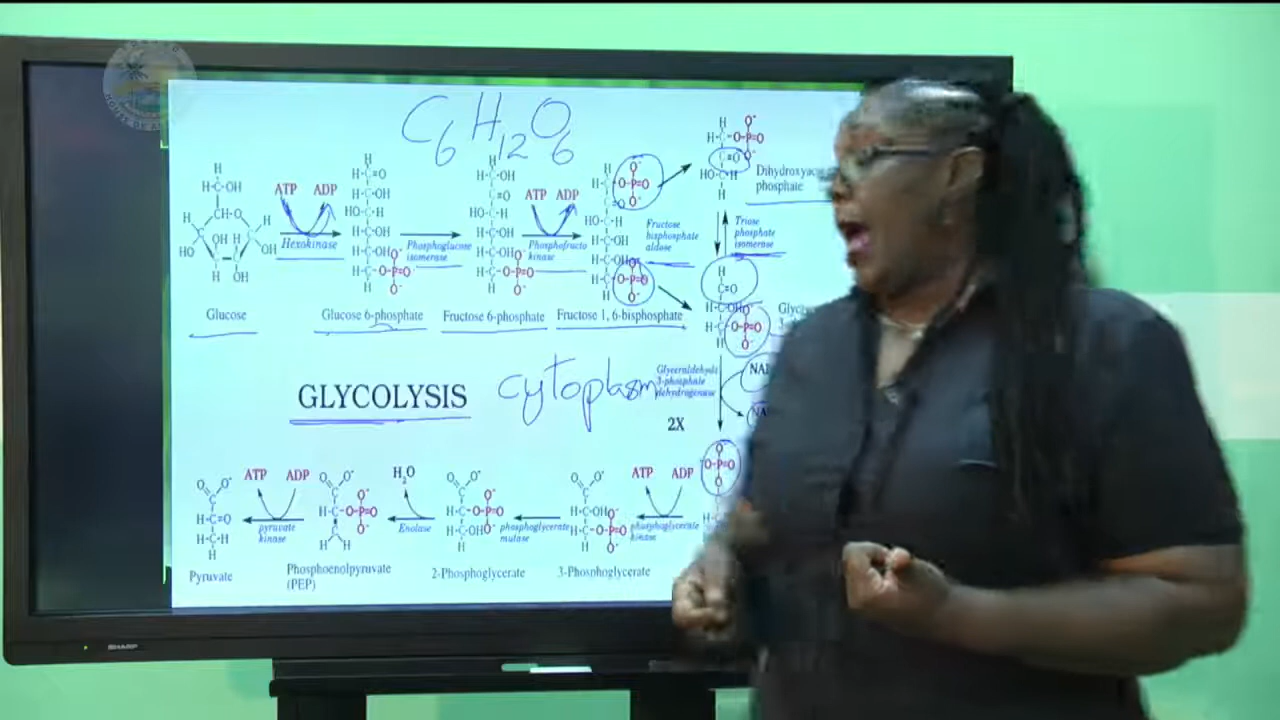 C6H12O6
ATP ADP
Hexokinase
Phosphoglucose
isomerase
ATP ADP
Phosphofructo
kinase
Fructose
bisphosphate
aldose
Triose
phosphate
isomerase
phosphate
Glucose
Glucose 6-phosphate
Fructose 6-phosphate
Fructose 1, 6-bisphosphate
GLYCOLYSIS
cytoplasm
Glyceraldehyde
3-phosphate
dehydrogenase
2X
ATP ADP
pyruvate
kinase
H2O
Enolase
phosphoglycerate
mutase
ATP ADP
phosphoglycerate
kinase
Pyruvate
Phosphoenolpyruvate
(PEP)
2-Phosphoglycerate
3-Phosphoglycerate
SHARP